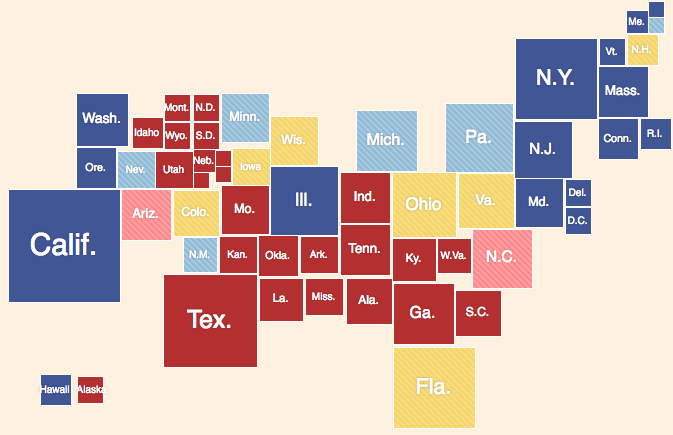 Me.
N.Y.
Vt.
N.H.
Wash.
Mont.
N.D.
Minn.
Mass.
Idaho
Wyo.
S.D.
Wis.
Mich.
Pa.
Conn.
R.I.
Ore.
Nev.
Utah
Neb.
Iowa
N.J.
Calif.
Ariz.
Colo.
Mo.
Ill.
Ind.
Ohio
Va.
Md.
Del.
D.C.
N.M.
Kan.
Okla.
Ark.
Tenn.
Ky.
W.Va.
N.C.
Tex.
La.
Miss.
Ala.
Ga.
S.C.
Fla.
Hawaii
Alaska